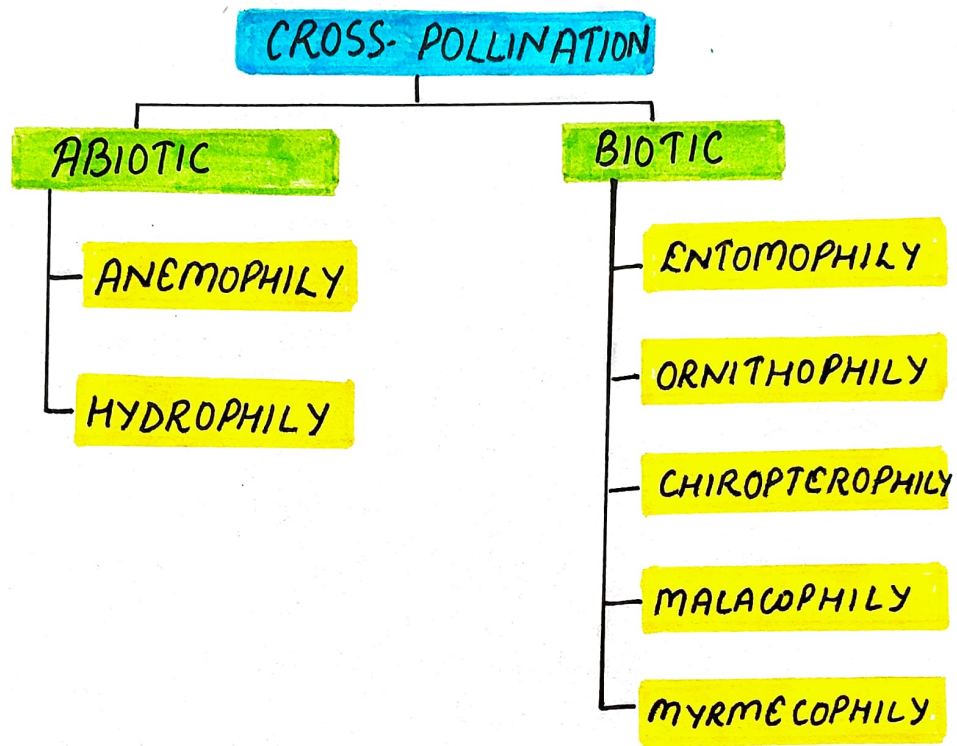 CROSS-POLLINATION
ABIOTIC
ANEMOPHILY
HYDROPHILY
BIOTIC
ENTOMOPHILY
ORNITHOPHILY
CHIROPTEROPHILY
MALACOPHILY
MYRMECOPHILY